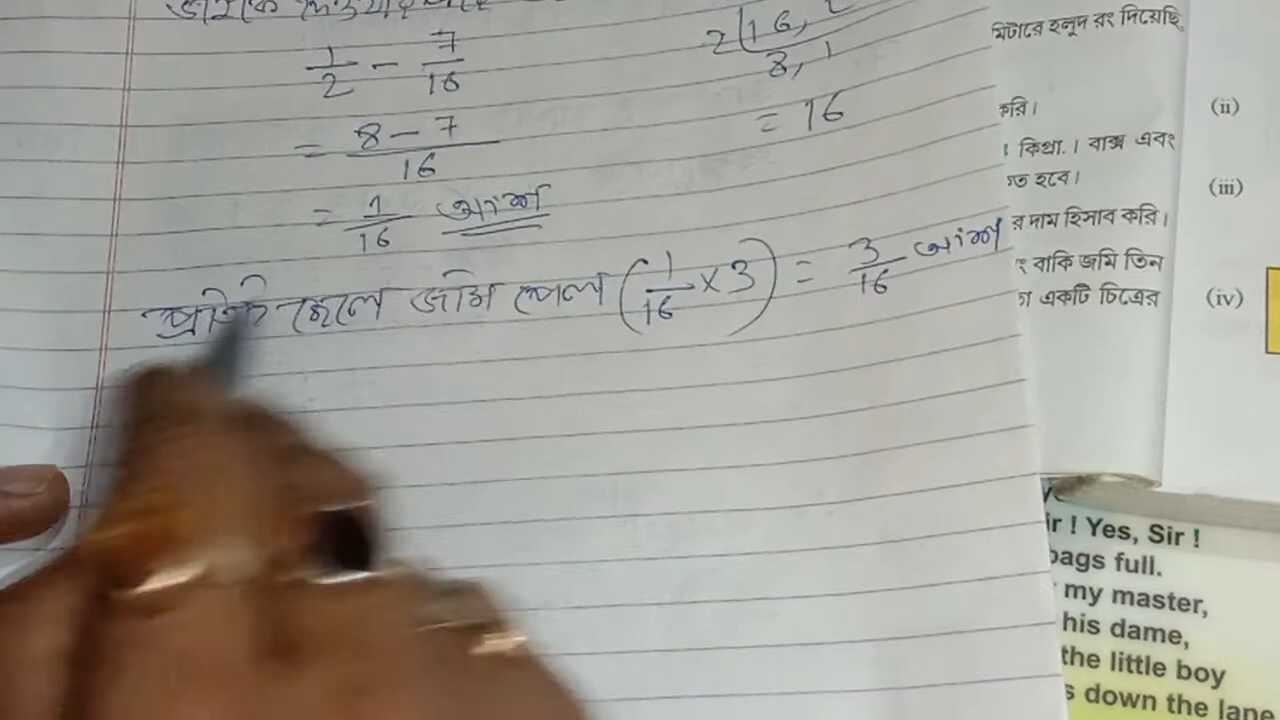 1/2 - 7/16
= 8 - 7 / 16
= 1/16 অংশ
প্রতি ছেলে জমি পেল (1/16 × 3) = 3/16 অংশ
2 16,
8, 1
= 16
মিটারে হলুদ রং দিয়েছি
করি।
কিগ্রা.। বাক্স এবং
হবে।
র দাম হিসাব করি।
বাকি জমি তিন
একটি চিত্রের
(ii)
(iii)
(iv)
ir ! Yes, Sir !
bags full.
my master,
his dame,
the little boy
s down the lane